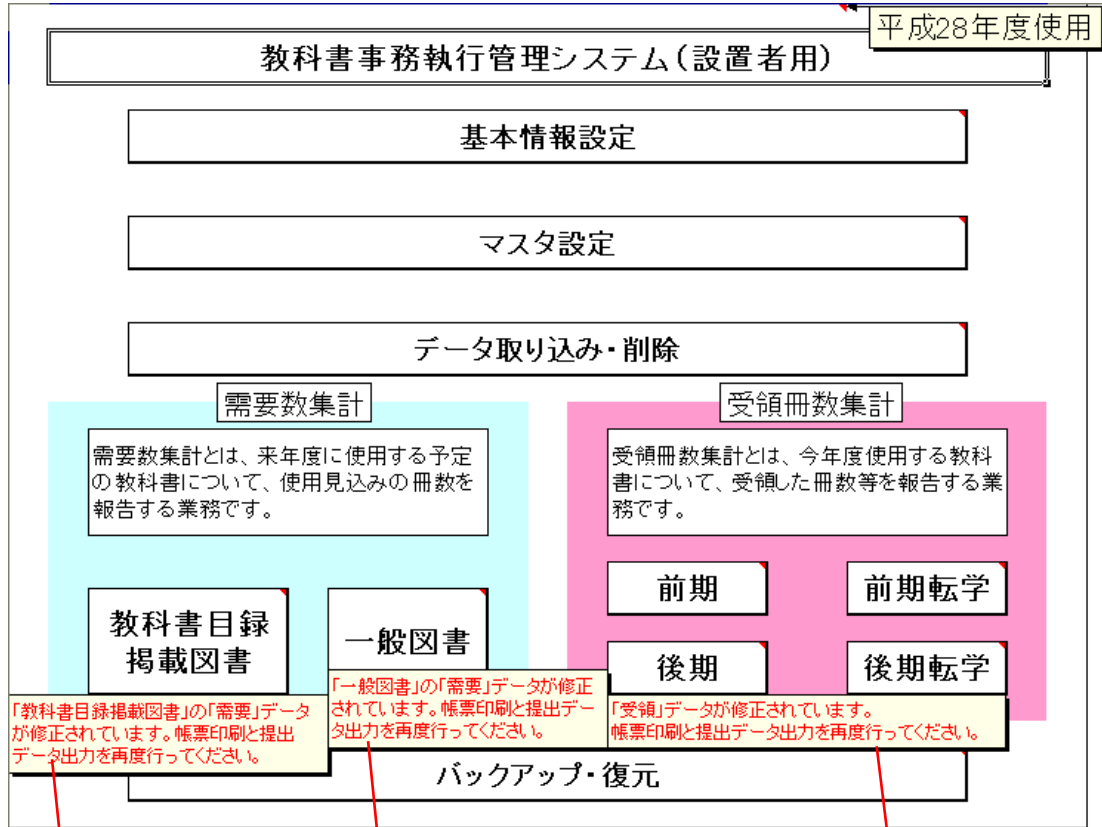 平成28年度使用
教科書事務執行管理システム(設置者用)
基本情報設定
マスタ設定
データ取り込み・削除
需要数集計
需要数集計とは、来年度に使用する予定
の教科書について、使用見込みの冊数を
報告する業務です。
教科書目録
掲載図書
一般図書
「教科書目録掲載図書」の「需要」データ
が修正されています。帳票印刷と提出
データ出力を再度行ってください。
「一般図書」の「需要」データが修正
されています。帳票印刷と提出デー
タ出力を再度行ってください。
受領冊数集計
受領冊数集計とは、今年度使用する教科
書について、受領した冊数等を報告する業
務です。
前期
前期転学
後期
後期転学
「受領」データが修正されています。
帳票印刷と提出データ出力を再度行ってください。
バックアップ・復元